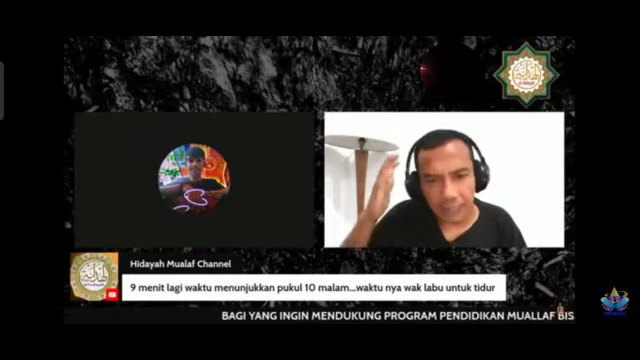 Hidayah Mualaf Channel
9 menit lagi waktu menunjukkan pukul 10 malam...waktu nya wak labu untuk tidur
BAGI YANG INGIN MENDUKUNG PROGRAM PENDIDIKAN MUALLAF BIS